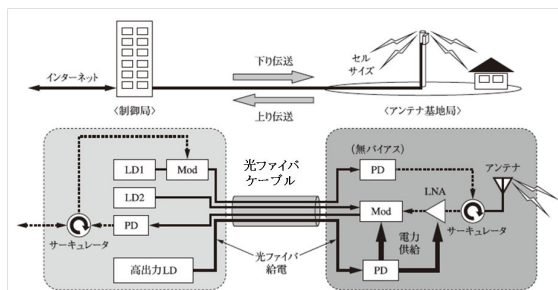 インターネット
〈制御局〉
下り伝送
上り伝送
セル
サイズ
〈アンテナ基地局〉
LD1
Mod
LD2
PD
サーキュレータ
高出力LD
光ファイバ
ケーブル
光ファイバ
給電
(無バイアス)
PD
LNA
アンテナ
Mod
サーキュレータ
電力
供給
PD